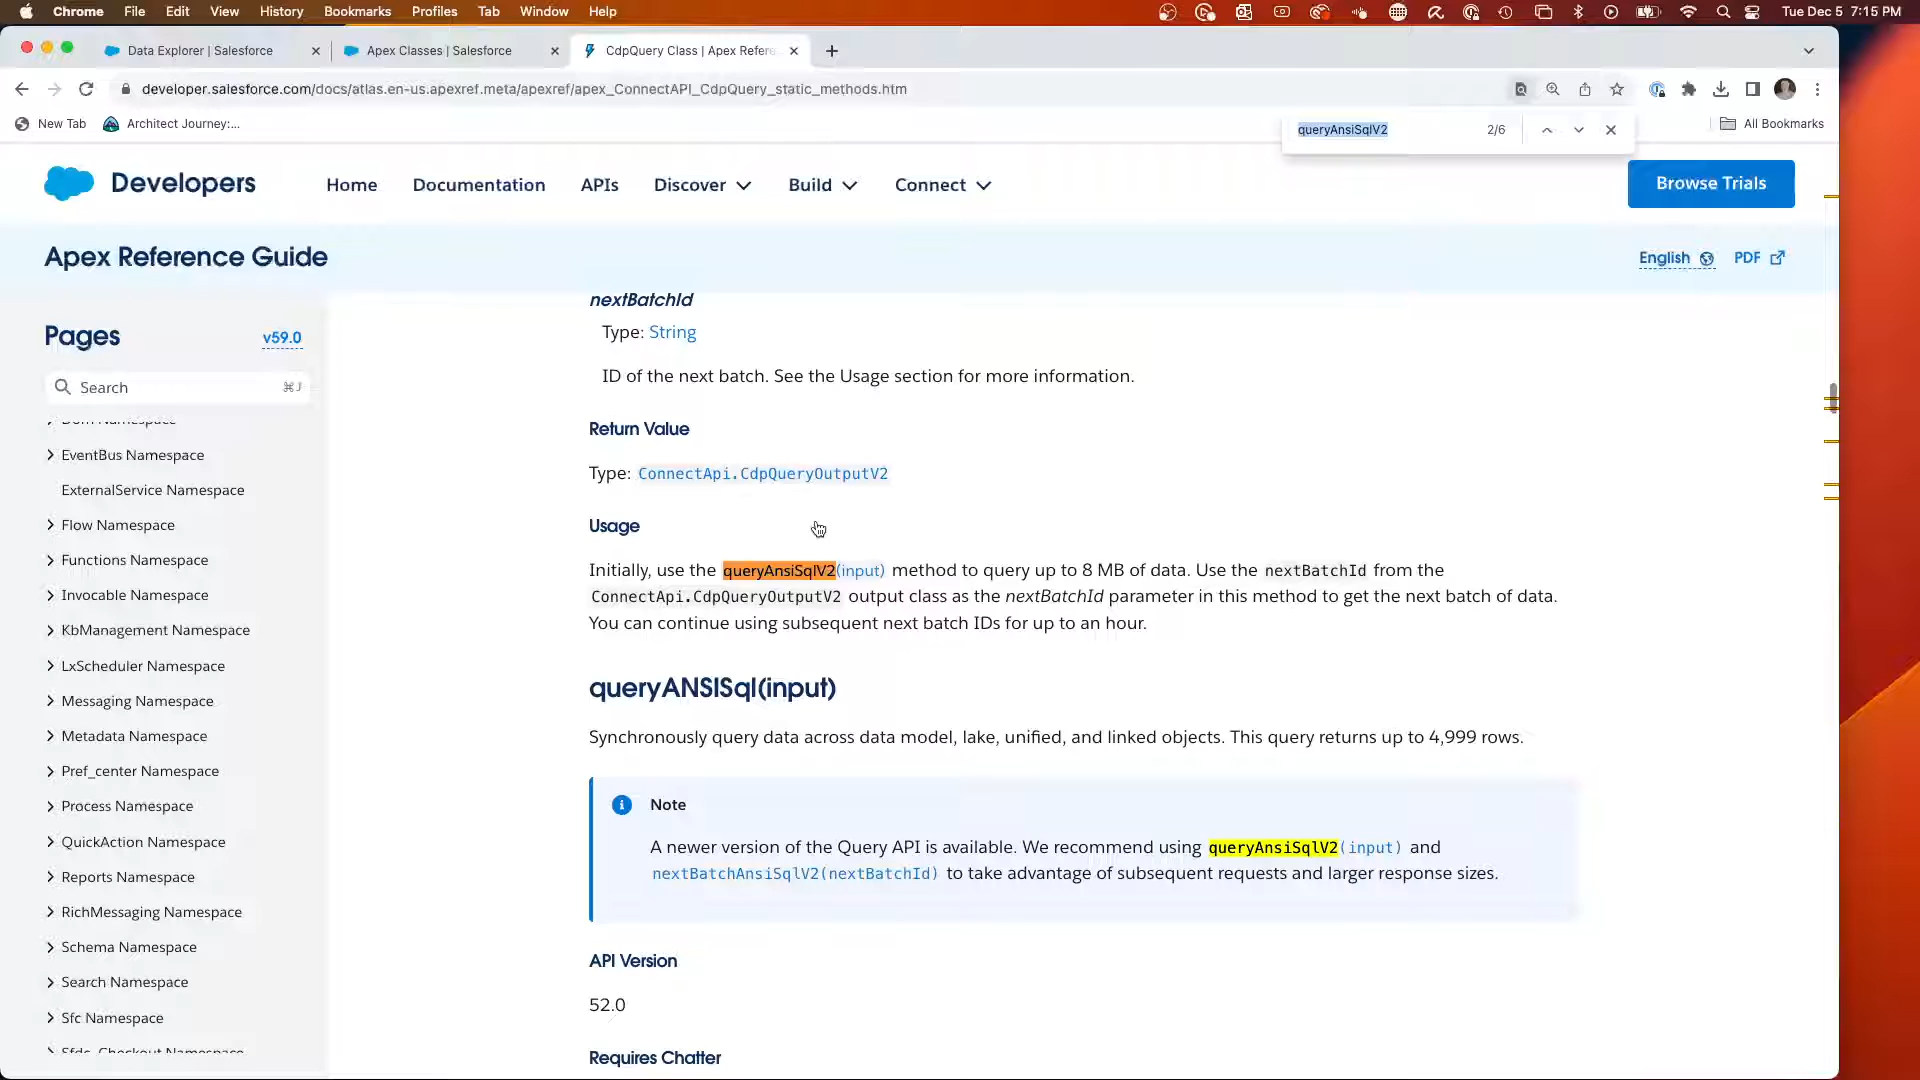 Chrome File Edit View History Bookmarks Profiles Tab Window Help Tue Dec 5 7:15 PM
Data Explorer | Salesforce
Apex Classes | Salesforce
CdpQuery Class | Apex Refere
developer.salesforce.com/docs/atlas.en-us.apexref.meta/apexref/apex_ConnectAPI_CdpQuery_static_methods.htm
New Tab
Architect Journey:...
queryAnsiSqlV2 2/6
All Bookmarks
Developers
Home Documentation APIs Discover Build Connect
Browse Trials
Apex Reference Guide
English PDF
Pages v59.0
Search ⌘J
EventBus Namespace
ExternalService Namespace
Flow Namespace
Functions Namespace
Invocable Namespace
KbManagement Namespace
LxScheduler Namespace
Messaging Namespace
Metadata Namespace
Pref_center Namespace
Process Namespace
QuickAction Namespace
Reports Namespace
RichMessaging Namespace
Schema Namespace
Search Namespace
Sfc Namespace
Sfdc_Checkout Namespace
nextBatchId
Type: String
ID of the next batch. See the Usage section for more information.
Return Value
Type: ConnectApi.CdpQueryOutputV2
Usage
Initially, use the queryAnsiSqlV2(input) method to query up to 8 MB of data. Use the nextBatchId from the
ConnectApi.CdpQueryOutputV2 output class as the nextBatchId parameter in this method to get the next batch of data.
You can continue using subsequent next batch IDs for up to an hour.
queryANSISql(input)
Synchronously query data across data model, lake, unified, and linked objects. This query returns up to 4,999 rows.
Note
A newer version of the Query API is available. We recommend using queryAnsiSqlV2(input) and
nextBatchAnsiSqlV2(nextBatchId) to take advantage of subsequent requests and larger response sizes.
API Version
52.0
Requires Chatter